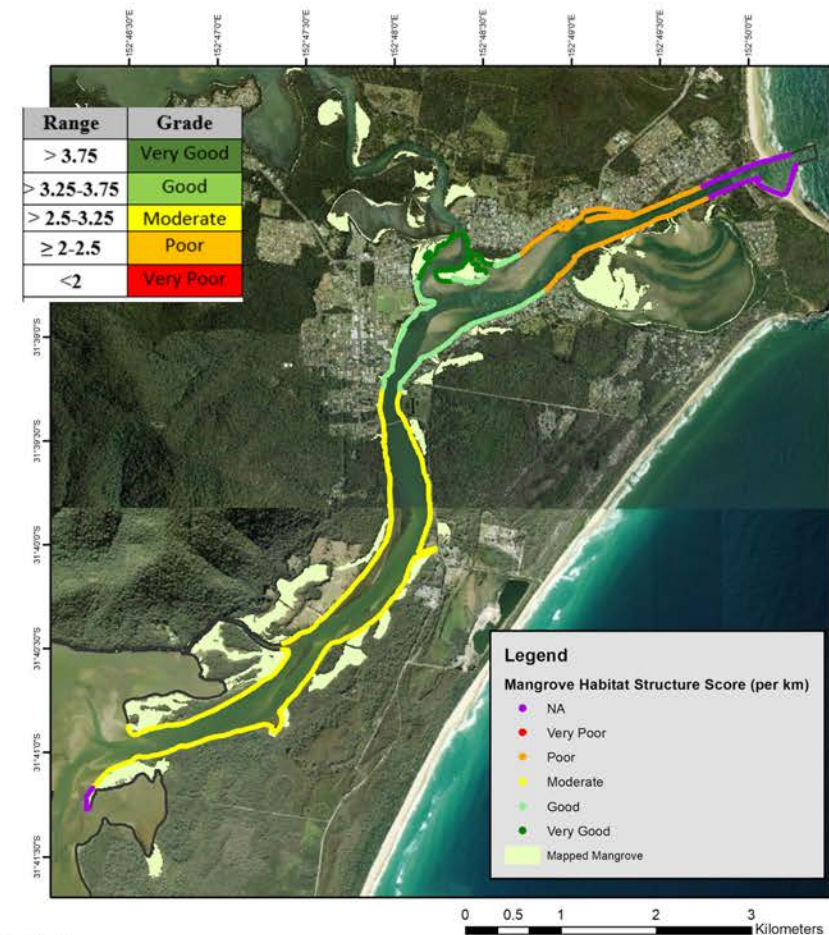 152°46'30"E
152°47'0"E
152°47'30"E
152°48'0"E
152°48'30"E
152°49'0"E
152°49'30"E
152°50'0"E
Range Grade
> 3.75 Very Good
> 3.25-3.75 Good
> 2.5-3.25 Moderate
≥ 2-2.5 Poor
<2 Very Poor
31°39'0"S
31°39'30"S
31°40'0"S
31°40'30"S
31°41'0"S
31°41'30"S
Legend
Mangrove Habitat Structure Score (per km)
NA
Very Poor
Poor
Moderate
Good
Very Good
Mapped Mangrove
0 0.5 1 2 3
Kilometers